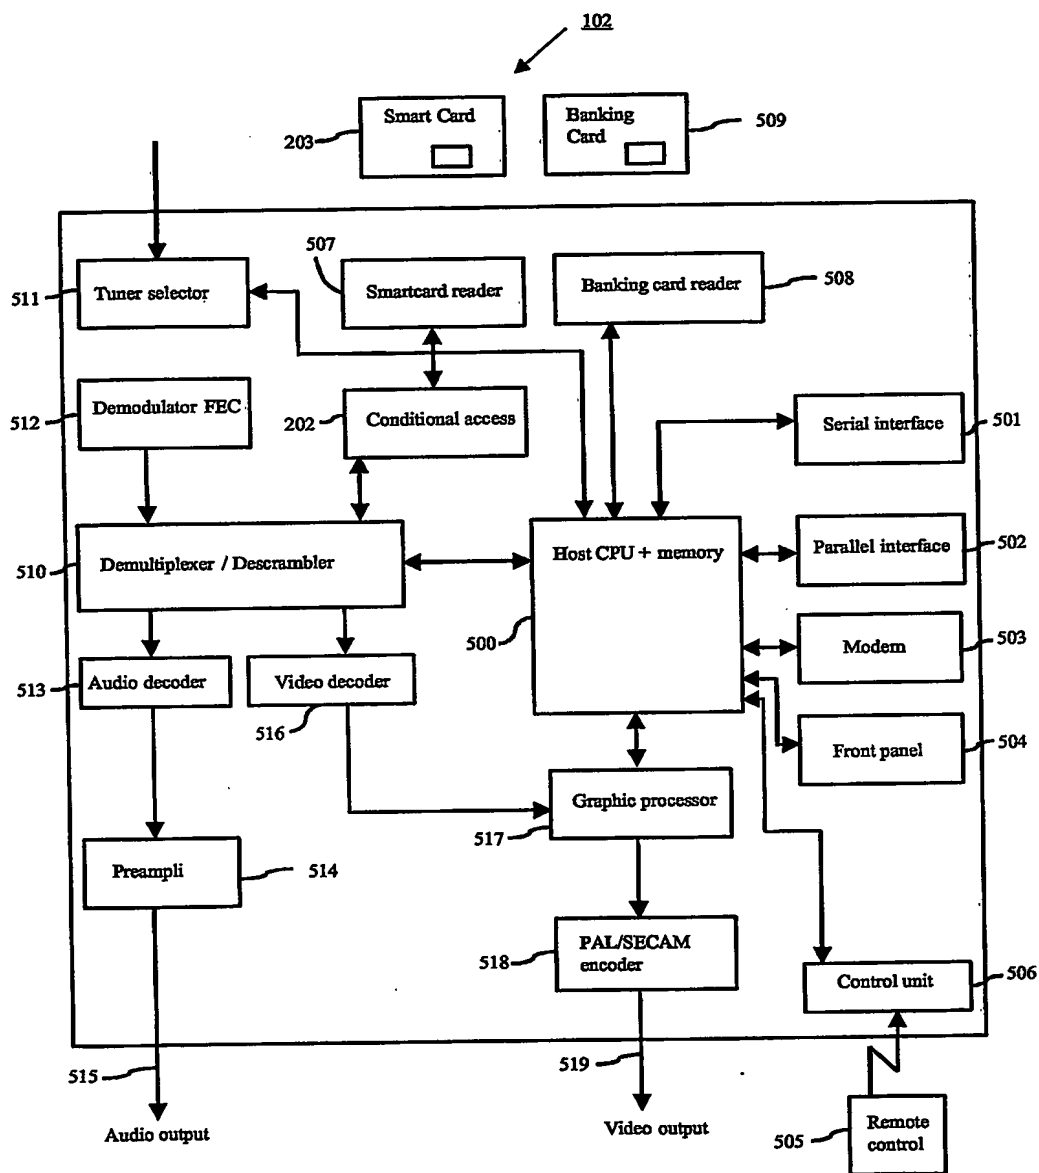 102
Smart Card
203
Banking
Card
509
507
511
Tuner selector
Smartcard reader
Banking card reader
508
512
Demodulator FEC
202
Conditional access
Serial interface
501
510
Demultiplexer / Descrambler
Host CPU + memory
500
Parallel interface
502
Modem
503
513
Audio decoder
Video decoder
516
Front panel
504
Graphic processor
517
Preampli
514
518
PAL/SECAM
encoder
Control unit
506
515
519
Audio output
Video output
505
Remote
control